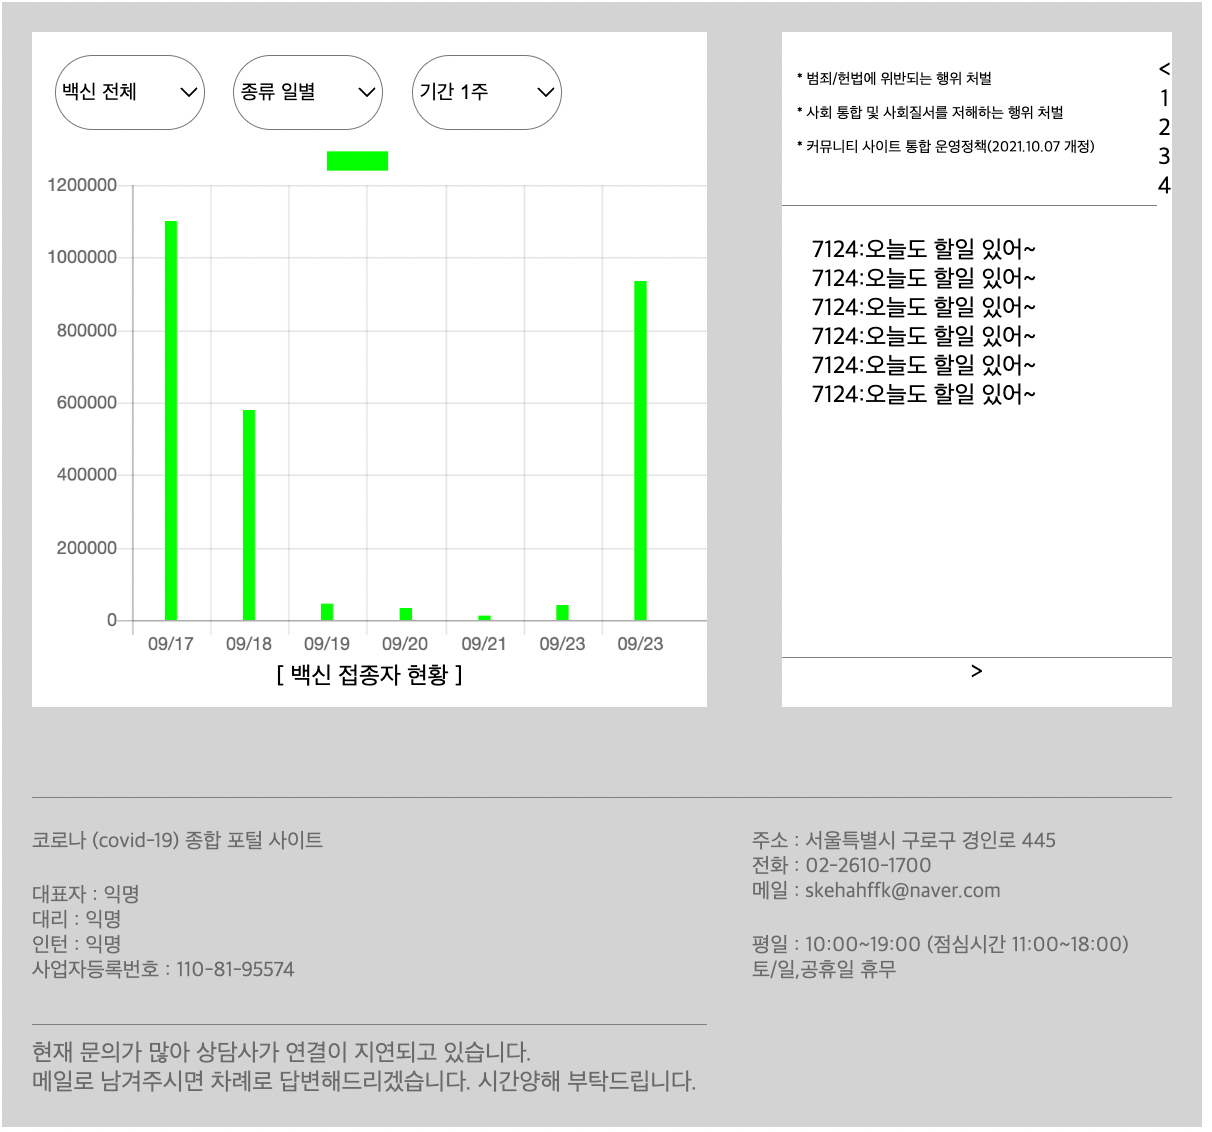 백신 전체
종류 일별
기간 1주
1200000
1000000
800000
600000
400000
200000
0
09/17
09/18
09/19
09/20
09/21
09/23
09/23
[ 백신 접종자 현황 ]
* 범죄/헌법에 위반되는 행위 처벌
* 사회 통합 및 사회질서를 저해하는 행위 처벌
* 커뮤니티 사이트 통합 운영정책(2021.10.07 개정)
<
1
2
3
4
7124:오늘도 할일 있어~
7124:오늘도 할일 있어~
7124:오늘도 할일 있어~
7124:오늘도 할일 있어~
7124:오늘도 할일 있어~
7124:오늘도 할일 있어~
>
코로나 (covid-19) 종합 포털 사이트
대표자 : 익명
대리 : 익명
인턴 : 익명
사업자등록번호 : 110-81-95574
주소 : 서울특별시 구로구 경인로 445
전화 : 02-2610-1700
메일 : skehahffk@naver.com
평일 : 10:00~19:00 (점심시간 11:00~18:00)
토/일,공휴일 휴무
현재 문의가 많아 상담사가 연결이 지연되고 있습니다.
메일로 남겨주시면 차례로 답변해드리겠습니다. 시간양해 부탁드립니다.